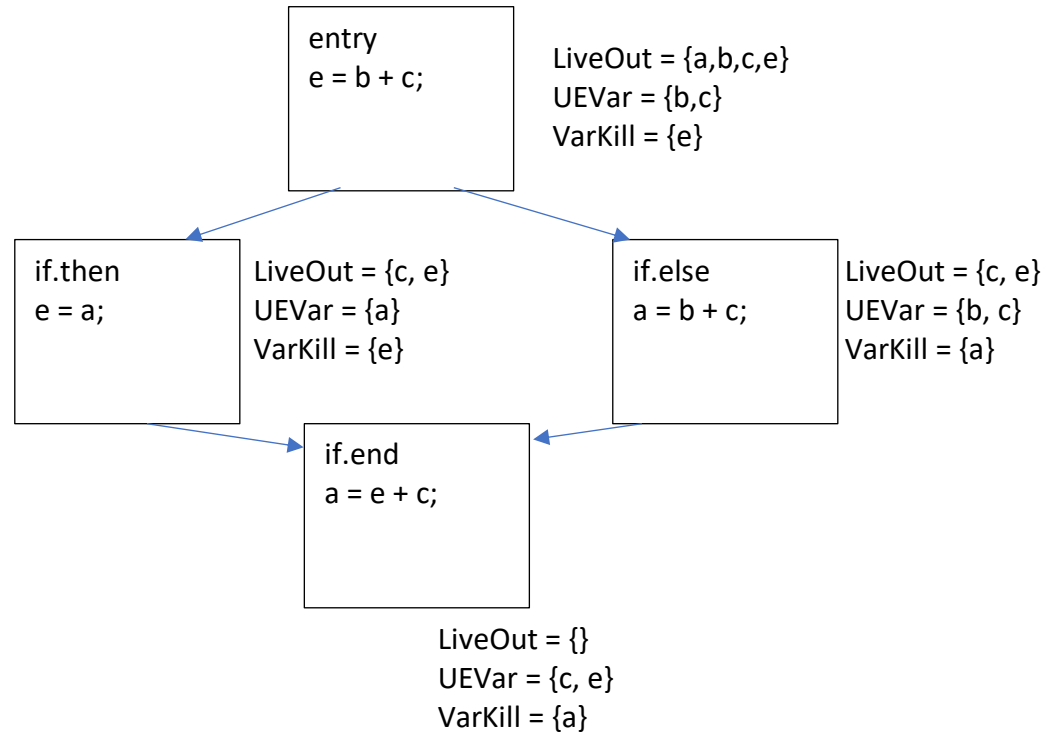 entry
e = b + c;
LiveOut = {a,b,c,e}
UEVar = {b,c}
VarKill = {e}
if.then
e = a;
LiveOut = {c, e}
UEVar = {a}
VarKill = {e}
if.else
a = b + c;
LiveOut = {c, e}
UEVar = {b, c}
VarKill = {a}
if.end
a = e + c;
LiveOut = {}
UEVar = {c, e}
VarKill = {a}